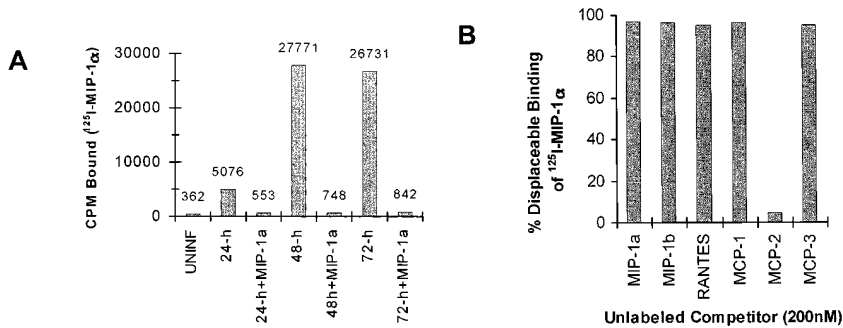 A
CPM Bound (¹²⁵I-MIP-1α)
30000
20000
10000
0
362
5076
553
27771
748
26731
842
UNINF
24-h
24-h+MIP-1a
48-h
48h+MIP-1a
72-h
72-h+MIP-1a
B
% Displaceable Binding
of ¹²⁵I-MIP-1α
100
80
60
40
20
0
MIP-1a
MIP-1b
RANTES
MCP-1
MCP-2
MCP-3
Unlabeled Competitor (200nM)